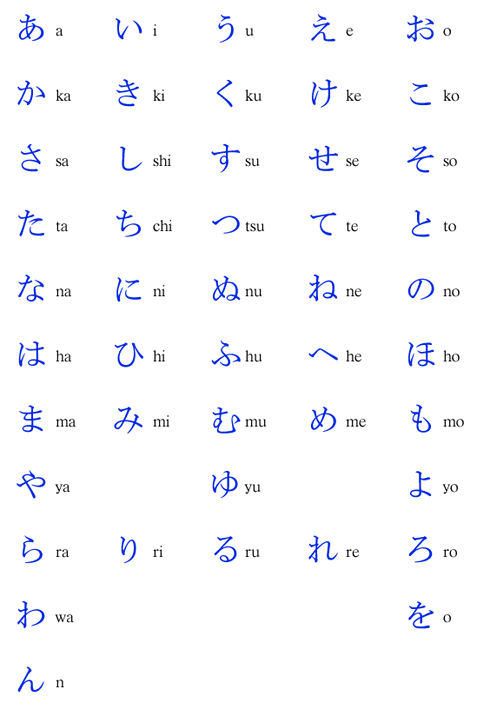 あ a い i う u え e お o
か ka き ki く ku け ke こ ko
さ sa し shi す su せ se そ so
た ta ち chi つ tsu て te と to
な na に ni ぬ nu ね ne の no
は ha ひ hi ふ hu へ he ほ ho
ま ma み mi む mu め me も mo
や ya ゆ yu よ yo
ら ra り ri る ru れ re ろ ro
わ wa を o
ん n